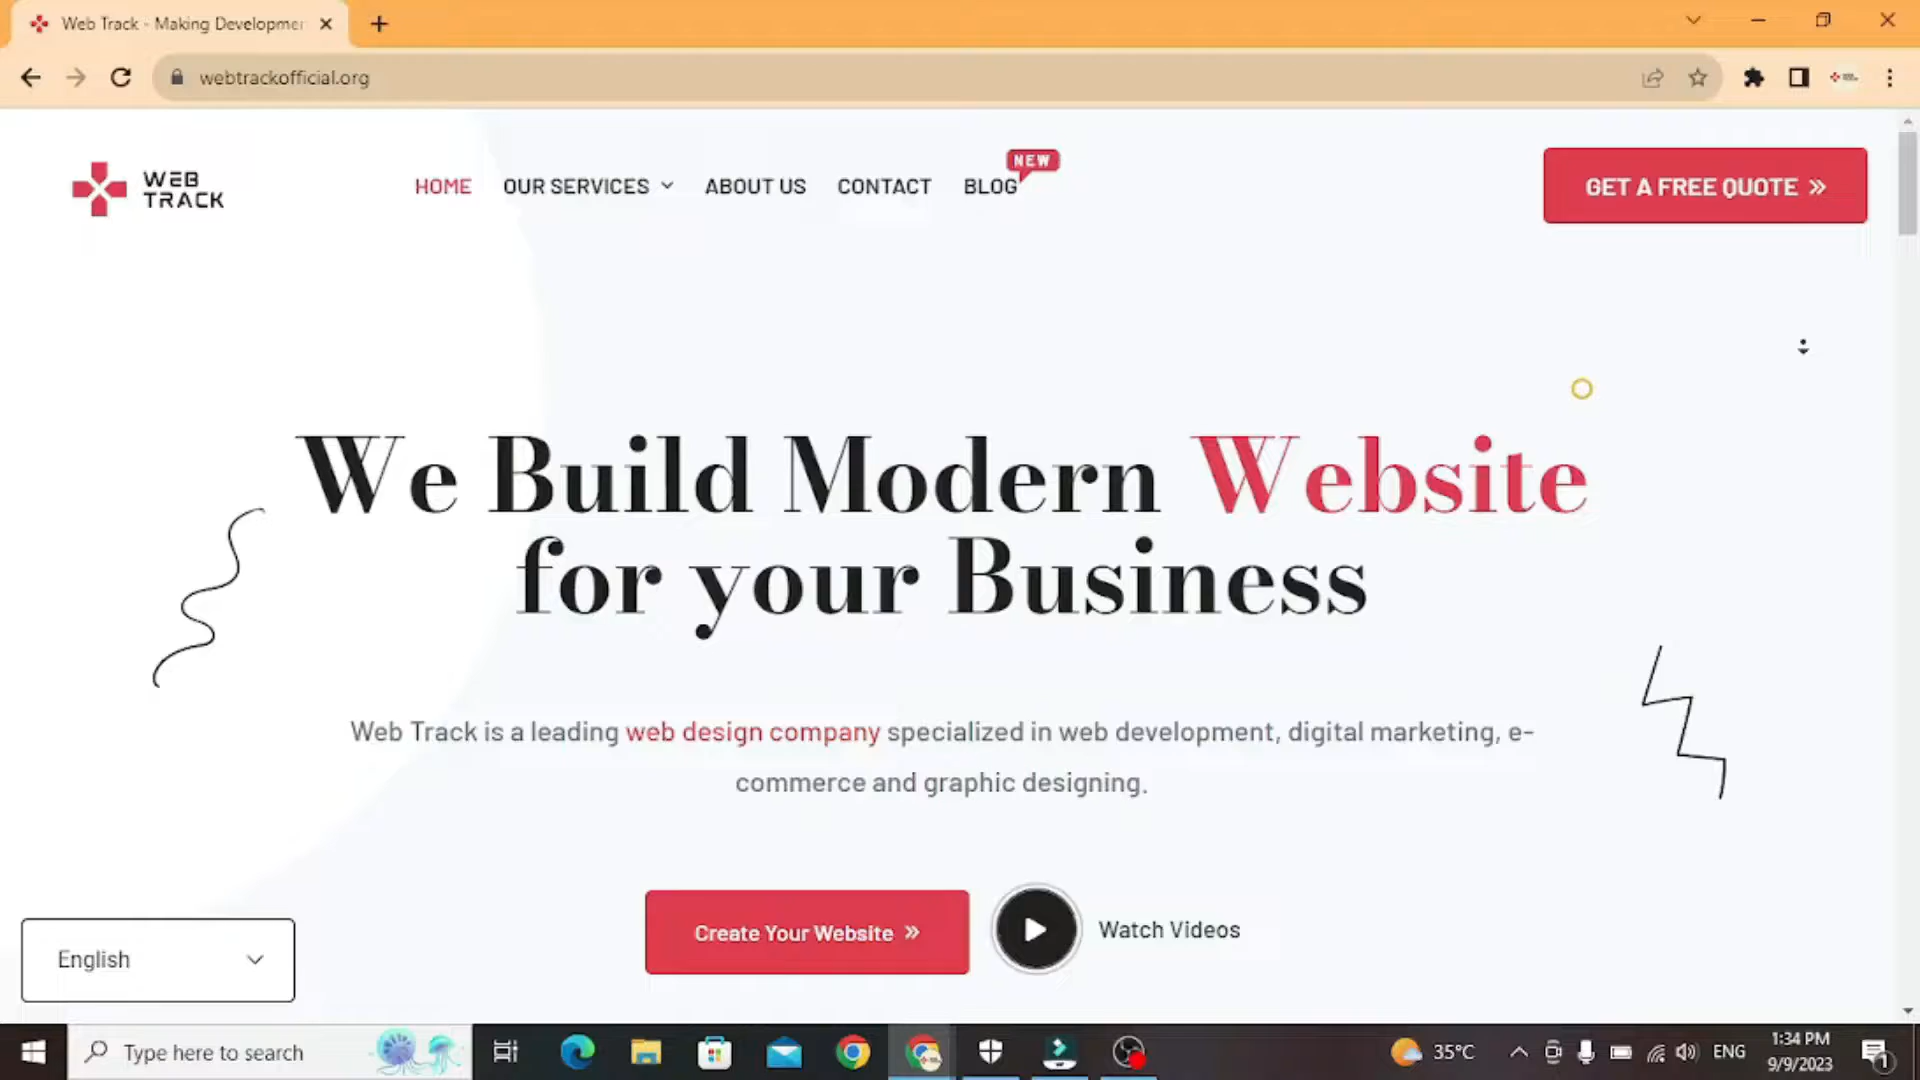 Web Track - Making Developmer
webtrackofficial.org
WEB
TRACK
HOME
OUR SERVICES
ABOUT US
CONTACT
BLOG
NEW
GET A FREE QUOTE
We Build Modern Website
for your Business
Web Track is a leading web design company specialized in web development, digital marketing, e-
commerce and graphic designing.
Create Your Website
Watch Videos
English
Type here to search
35°C
ENG
1:34 PM
9/9/2023
1